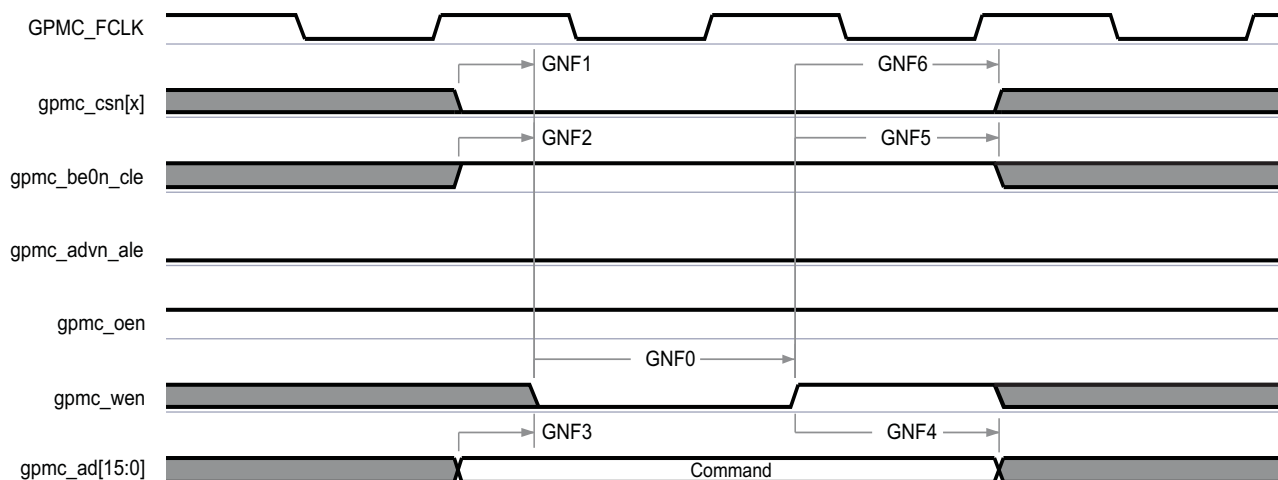 GPMC_FCLK
GNF1
GNF6
gpmc_csn[x]
GNF2
GNF5
gpmc_be0n_cle
gpmc_advn_ale
gpmc_oen
GNF0
gpmc_wen
GNF3
GNF4
gpmc_ad[15:0]
Command